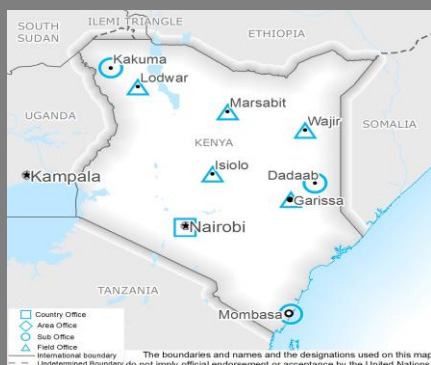 SOUTH
SUDAN
ILEMI TRIANGLE
ETHIOPIA
Kakuma
Lodwar
Marsabit
Wajir
UGANDA
SOMALIA
KENYA
Isiolo
Dadaab
Kampala
Garissa
Nairobi
TANZANIA
Mombasa
Country Office
Area Office
Sub Office
Field Office
International boundary
The boundaries and names and the designations used on this map
Undetermined Boundary
do not imply official endorsement or acceptance by the United Nations